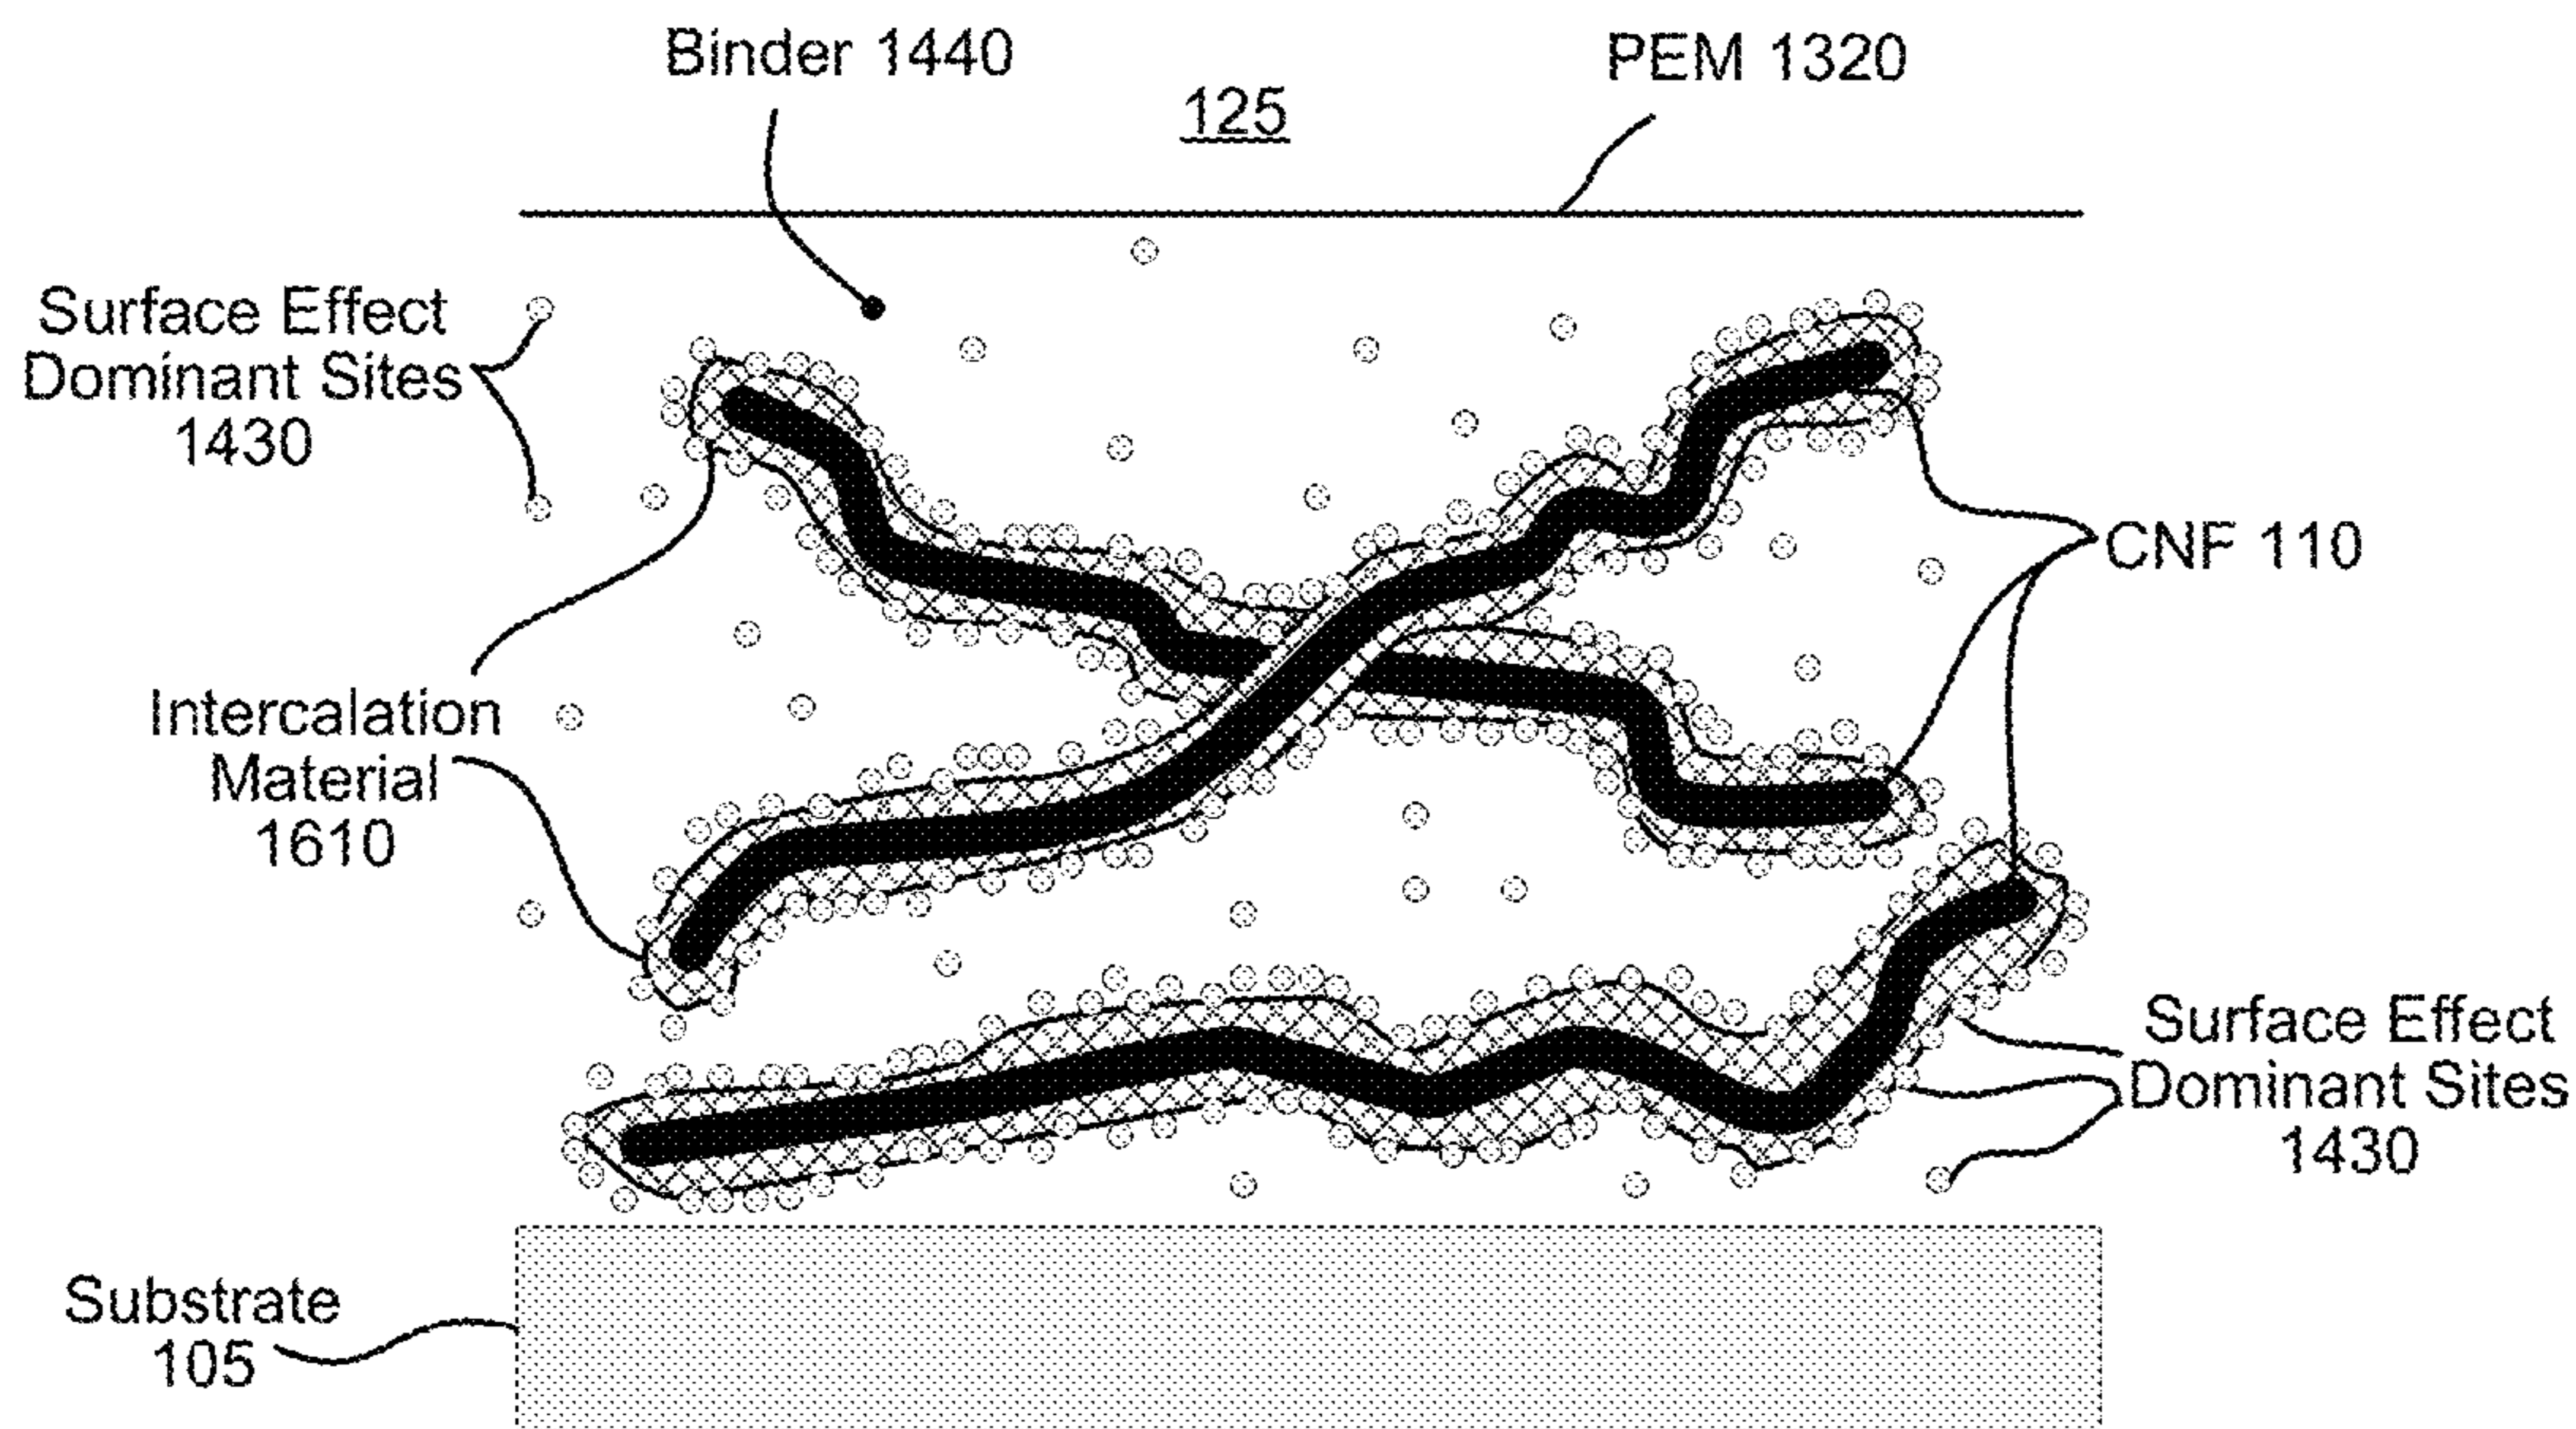 Binder 1440
PEM 1320
125
Surface Effect
Dominant Sites
1430
CNF 110
Intercalation
Material
1610
Surface Effect
Dominant Sites
1430
Substrate
105